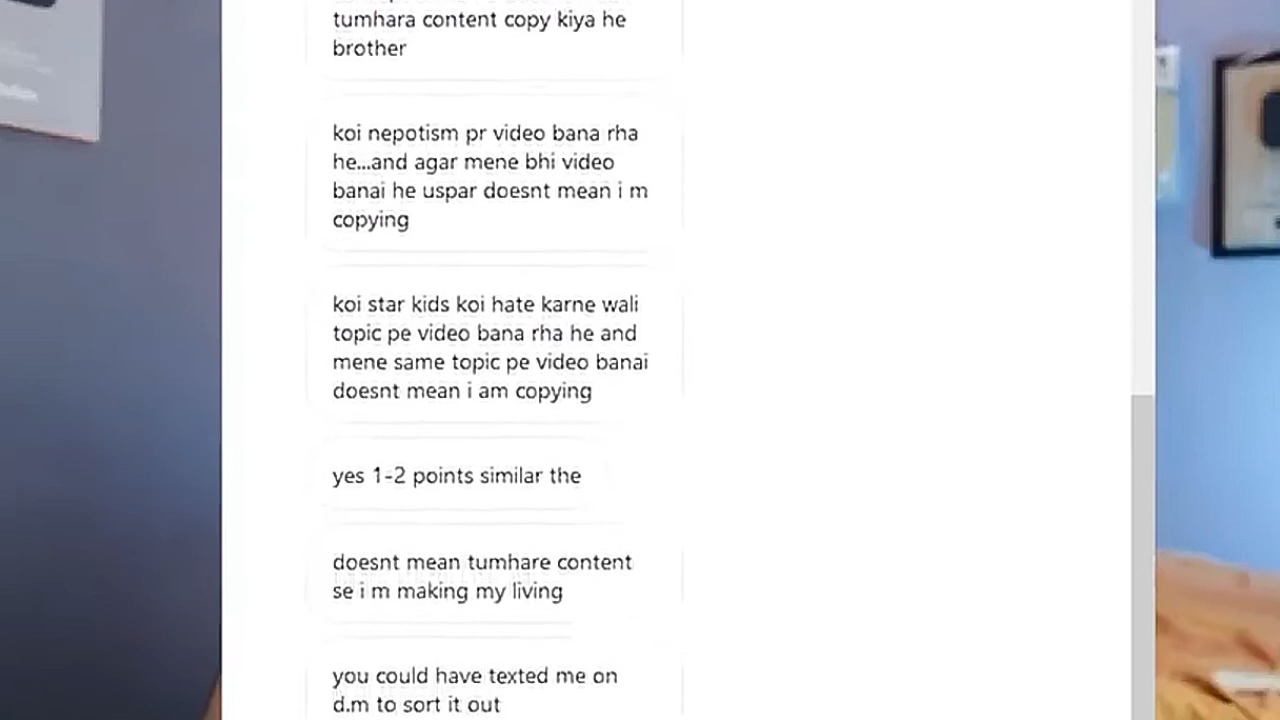 tumhara content copy kiya he
brother
koi nepotism pr video bana rha
he...and agar mene bhi video
banai he uspar doesnt mean i m
copying
koi star kids koi hate karne wali
topic pe video bana rha he and
mene same topic pe video banai
doesnt mean i am copying
yes 1-2 points similar the
doesnt mean tumhare content
se i m making my living
you could have texted me on
d.m to sort it out